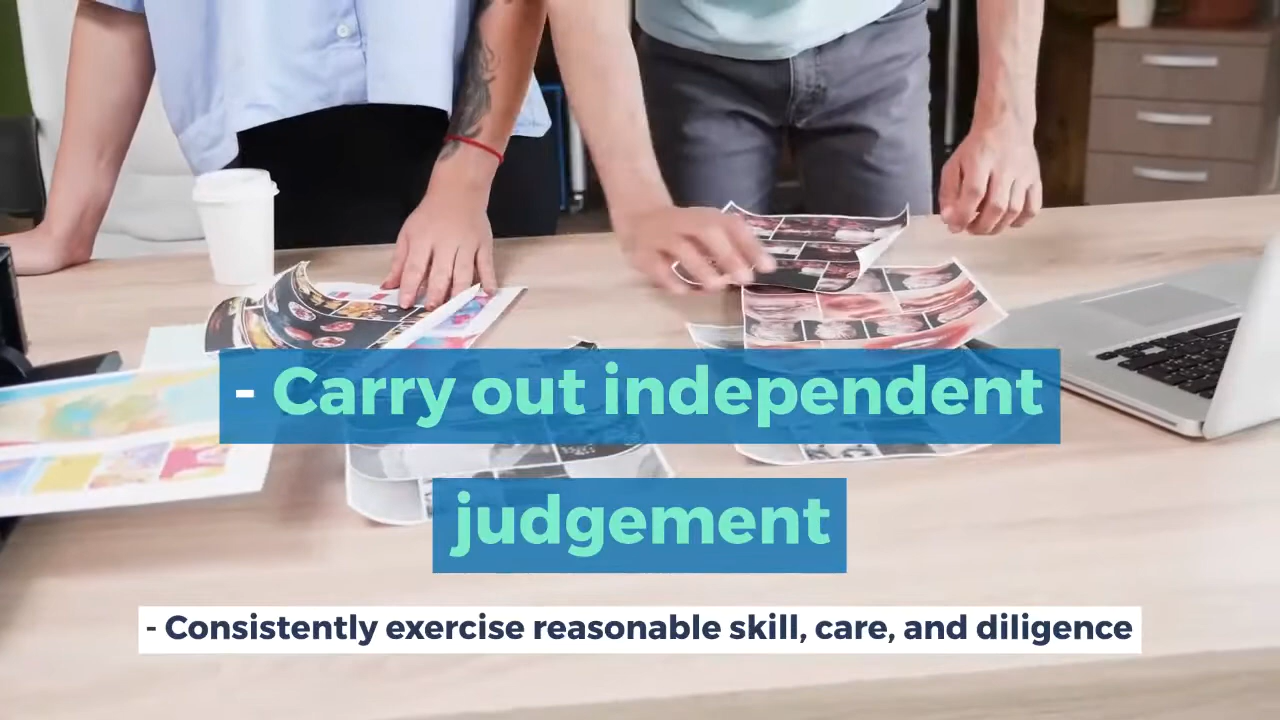 - Carry out independent
judgement
- Consistently exercise reasonable skill, care, and diligence